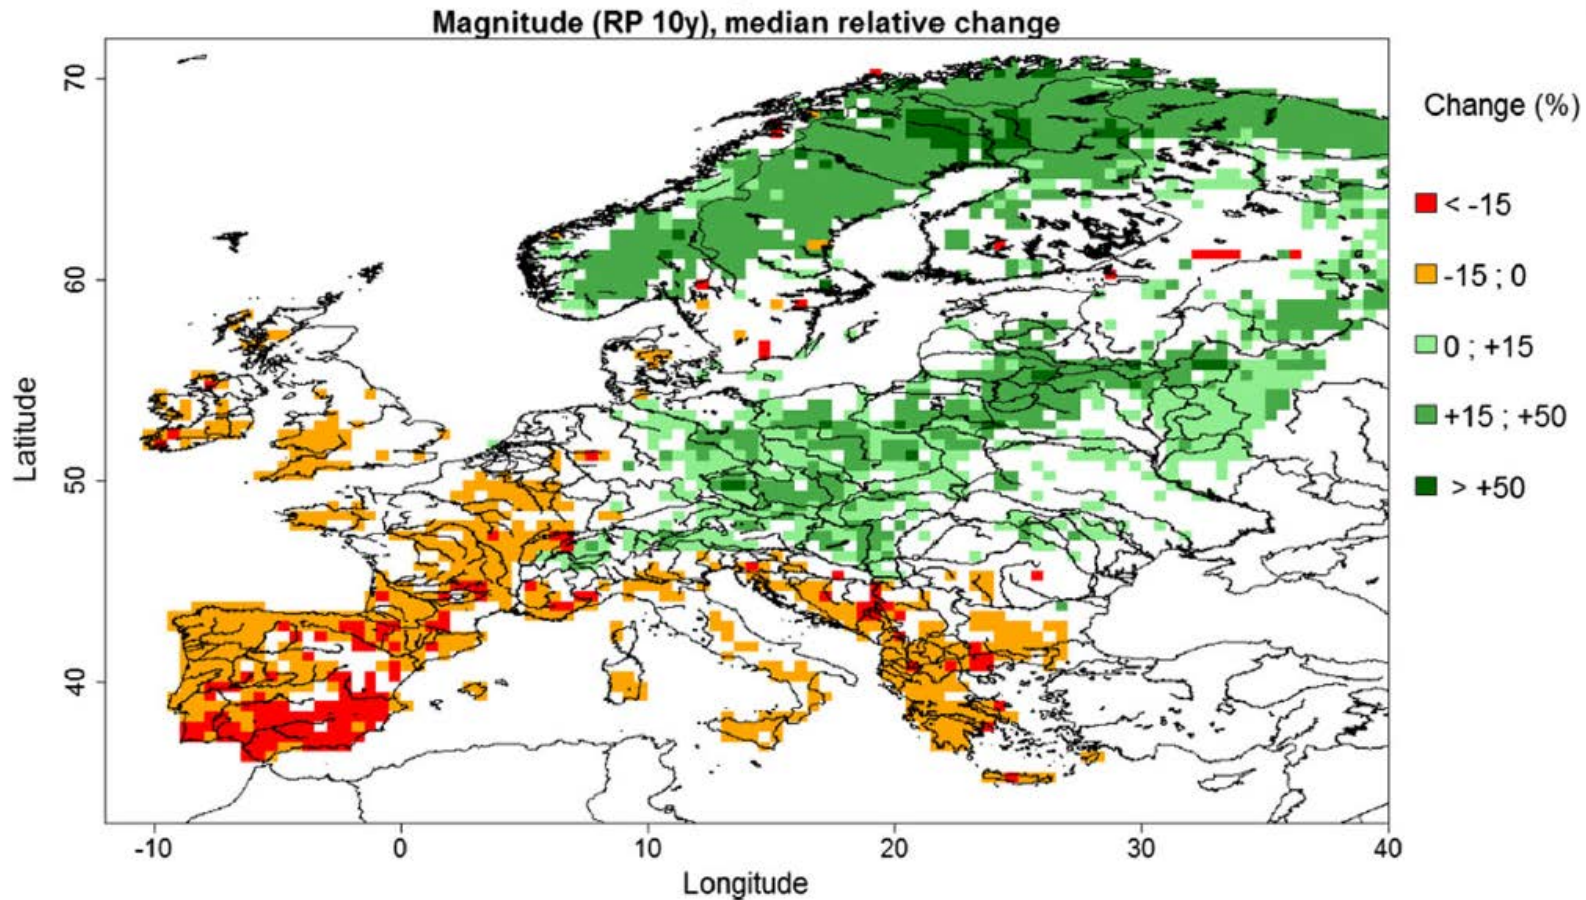 Magnitude (RP 10y), median relative change
Change (%)
< -15
-15 ; 0
0 ; +15
+15 ; +50
> +50
Latitude
70
60
50
40
-10
0
10
20
30
40
Longitude